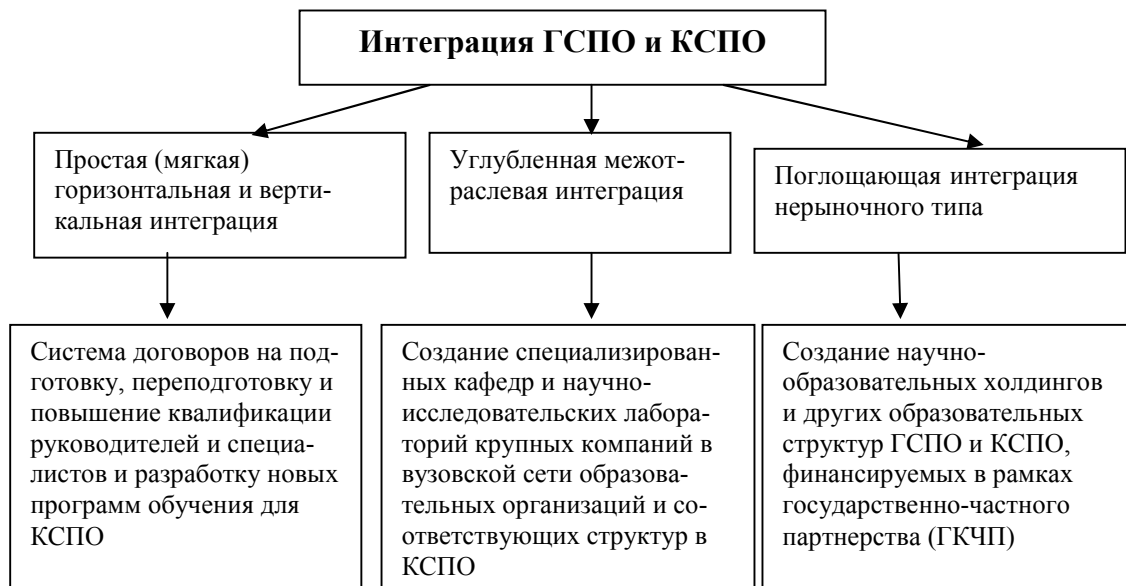 Интеграция ГСПО и КСПО
Простая (мягкая)
горизонтальная и верти-
кальная интеграция
Углубленная межот-
раслевая интеграция
Поглощающая интеграция
нерыночного типа
Система договоров на под-
готовку, переподготовку и
повышение квалификации
руководителей и специа-
листов и разработку новых
программ обучения для
КСПО
Создание специализирован-
ных кафедр и научно-
исследовательских лабора-
торий крупных компаний в
вузовской сети образова-
тельных организаций и со-
ответствующих структур в
КСПО
Создание научно-
образовательных холдингов
и других образовательных
структур ГСПО и КСПО,
финансируемых в рамках
государственно-частного
партнерства (ГКЧП)